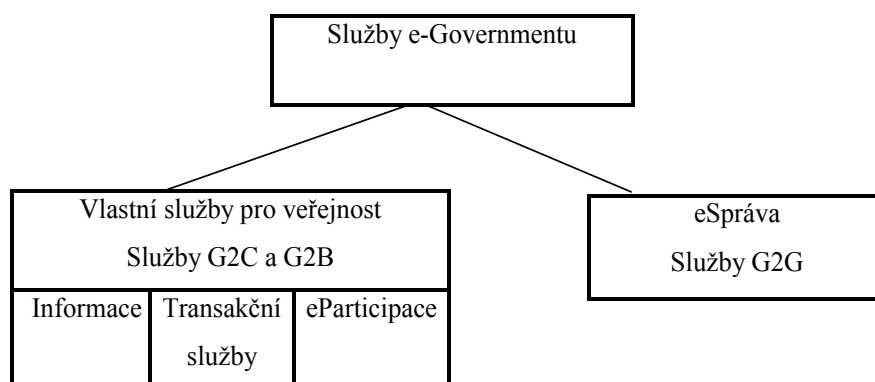 Služby e-Governmentu
Vlastní služby pro veřejnost
Služby G2C a G2B
eSpráva
Služby G2G
Informace
Transakční
služby
eParticipace